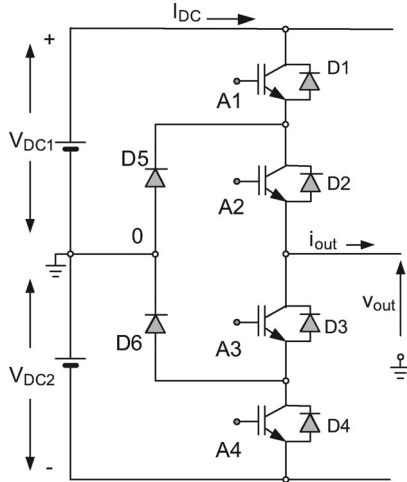 I_DC
+
D1
A1
V_DC1
D5
D2
A2
0
i_out
D6
D3
v_out
A3
V_DC2
D4
A4
-